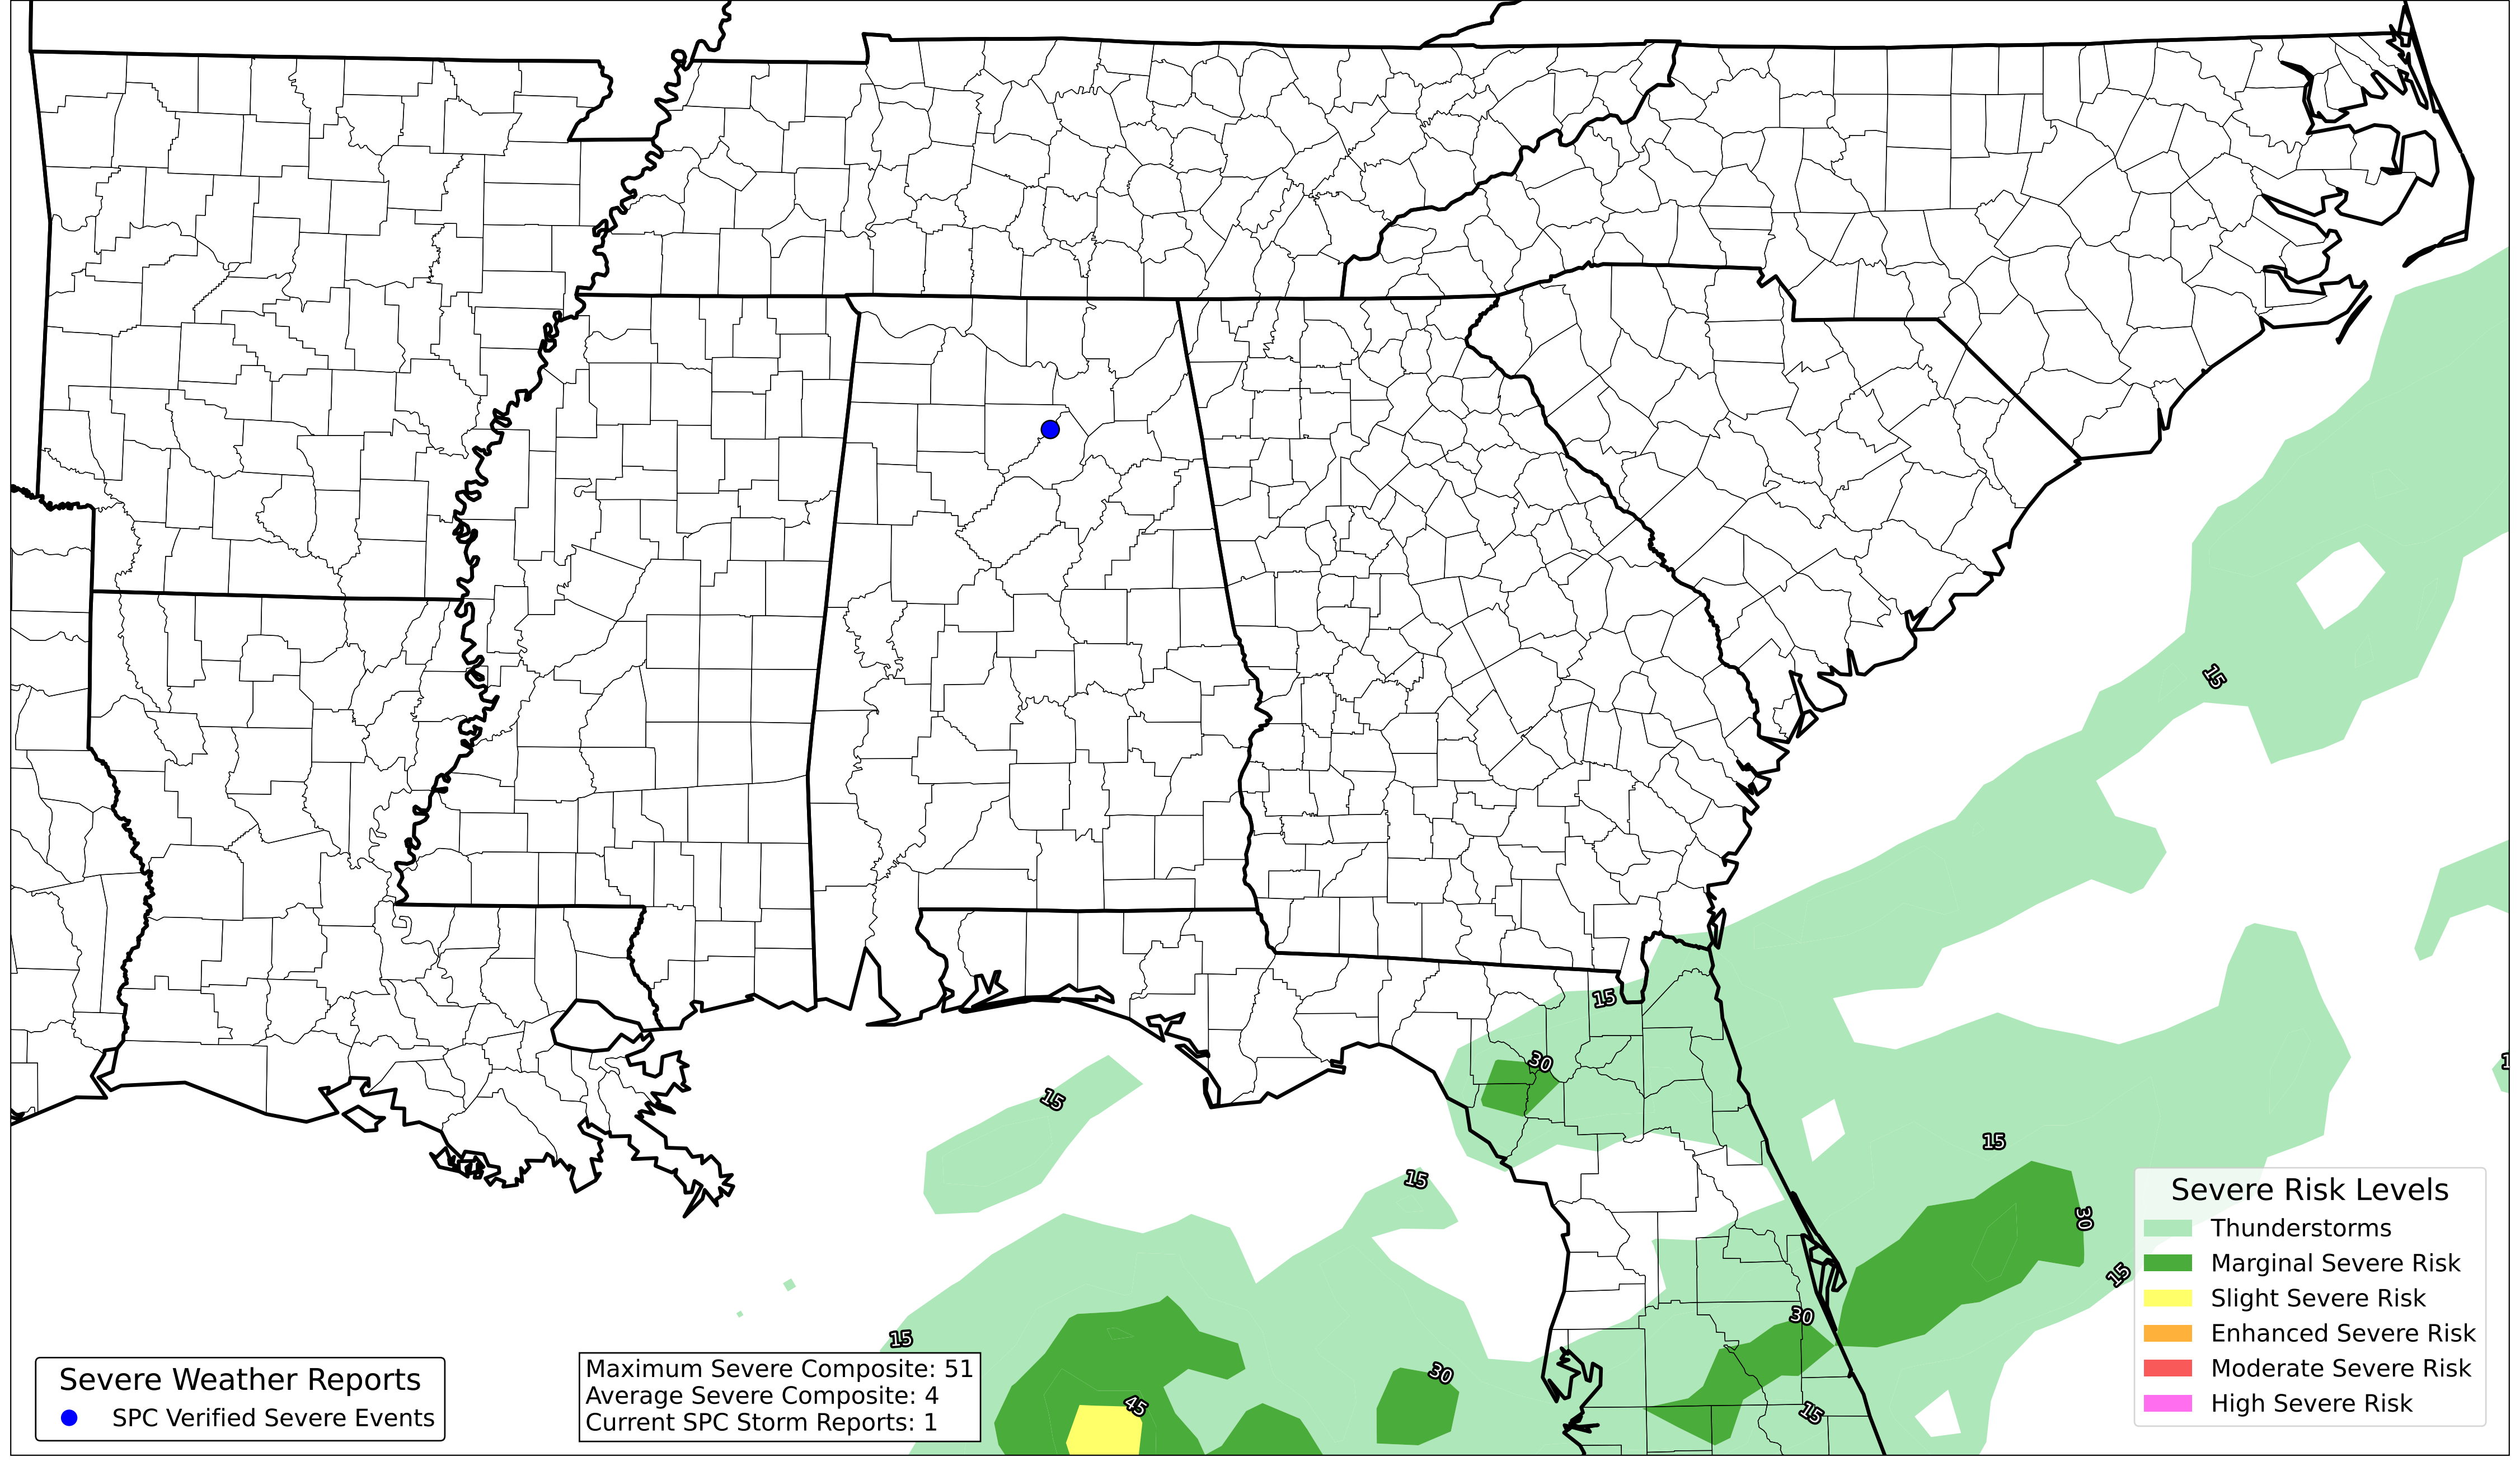 15
15
30
15
15
15
30
15
15
30
30
45
15
Severe Risk Levels
Thunderstorms
Marginal Severe Risk
Slight Severe Risk
Enhanced Severe Risk
Moderate Severe Risk
High Severe Risk
Severe Weather Reports
SPC Verified Severe Events
Maximum Severe Composite: 51
Average Severe Composite: 4
Current SPC Storm Reports: 1